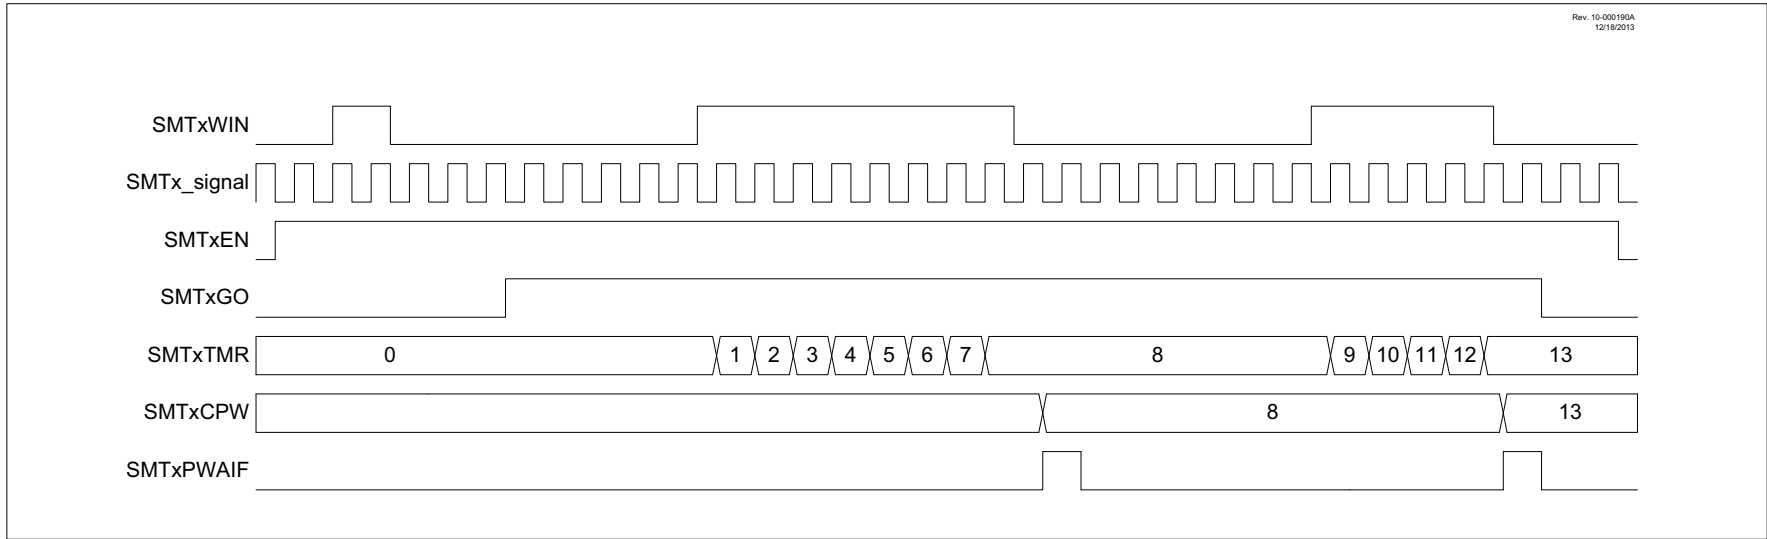 Rev. 10-000190A
12/18/2013
SMTxWIN
SMTx_signal
SMTxEN
SMTxGO
SMTxTMR 0 1 2 3 4 5 6 7 8 9 10 11 12 13
SMTxCPW 8 13
SMTxPWAIF